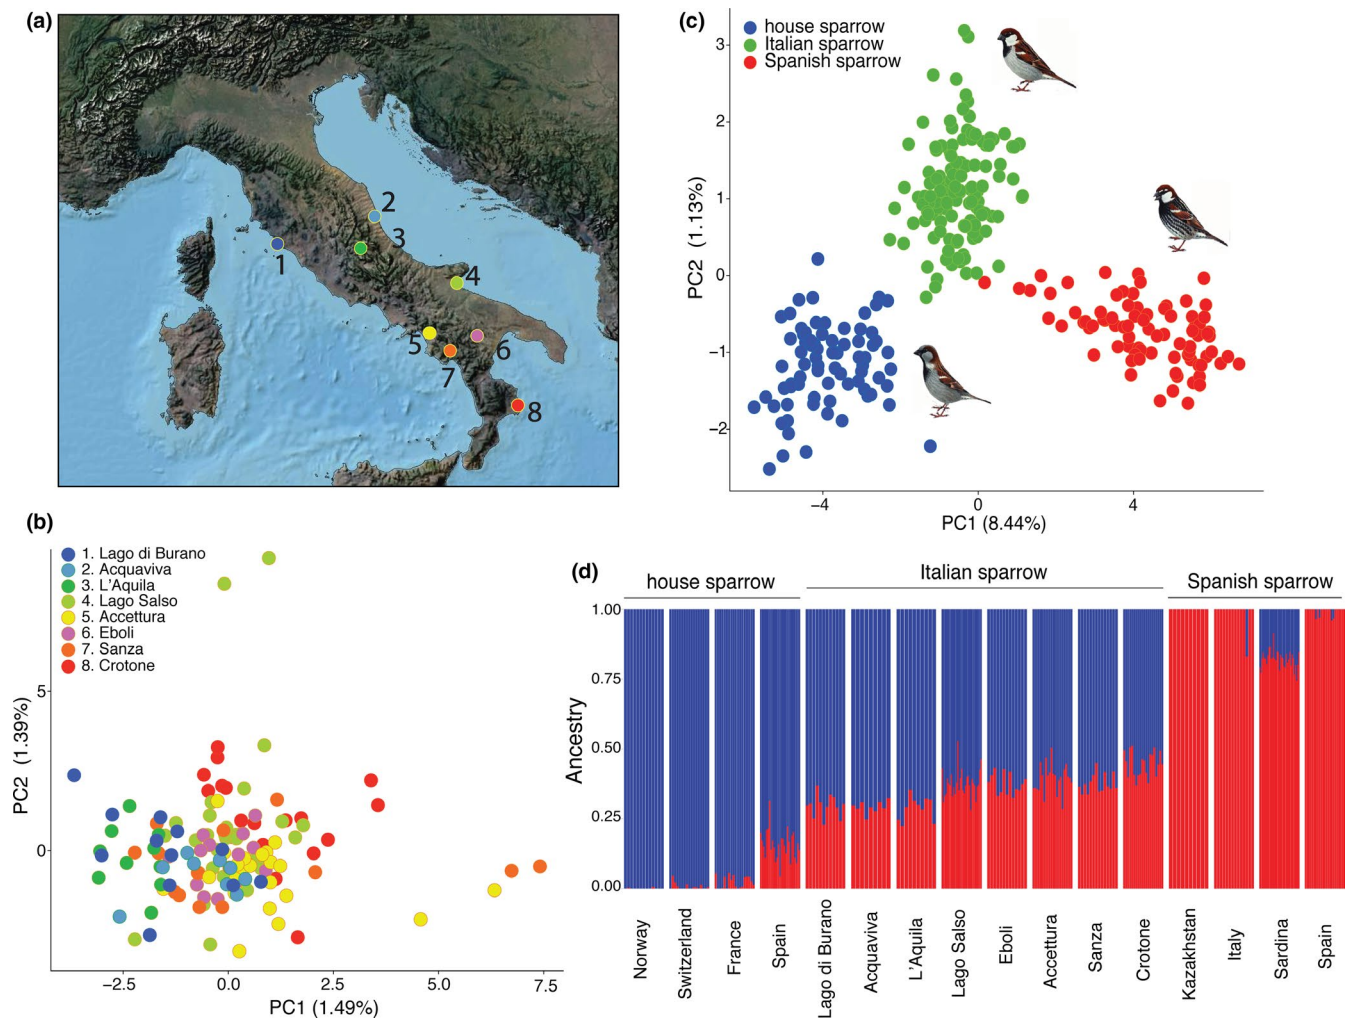 (a)
1
2
3
4
5
6
7
8
(b)
1. Lago di Burano
2. Acquaviva
3. L'Aquila
4. Lago Salso
5. Accettura
6. Eboli
7. Sanza
8. Crotone
PC2 (1.39%)
5
0
−2.5
0.0
2.5
5.0
7.5
PC1 (1.49%)
(c)
house sparrow
Italian sparrow
Spanish sparrow
PC2 (1.13%)
3
2
1
0
−1
−2
−4
0
4
PC1 (8.44%)
(d)
house sparrow
Italian sparrow
Spanish sparrow
Ancestry
1.00
0.75
0.50
0.25
0.00
Norway
Switzerland
France
Spain
Lago di Burano
Acquaviva
L'Aquila
Lago Salso
Eboli
Accettura
Sanza
Crotone
Kazakhstan
Italy
Sardina
Spain